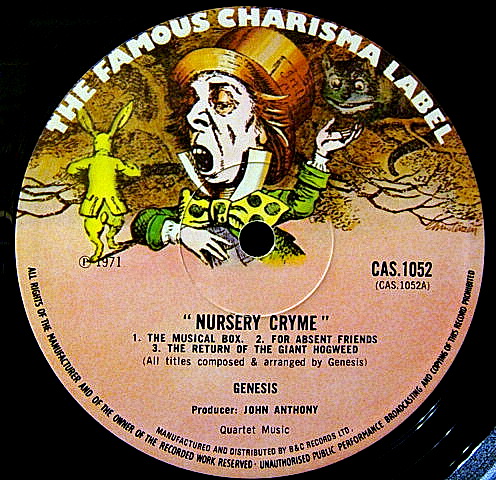 THE FAMOUS CHARISMA LABEL
℗ 1971
CAS.1052
(CAS.1052A)
"NURSERY CRYME"
1. THE MUSICAL BOX. 2. FOR ABSENT FRIENDS
3. THE RETURN OF THE GIANT HOGWEED
(All titles composed & arranged by Genesis)
GENESIS
Producer: JOHN ANTHONY
Quartet Music
MANUFACTURED AND DISTRIBUTED BY B&C RECORDS LTD.
ALL RIGHTS OF THE MANUFACTURER AND OF THE OWNER OF THE RECORDED WORK RESERVED · UNAUTHORISED PUBLIC PERFORMANCE BROADCASTING AND COPYING OF THIS RECORD PROHIBITED